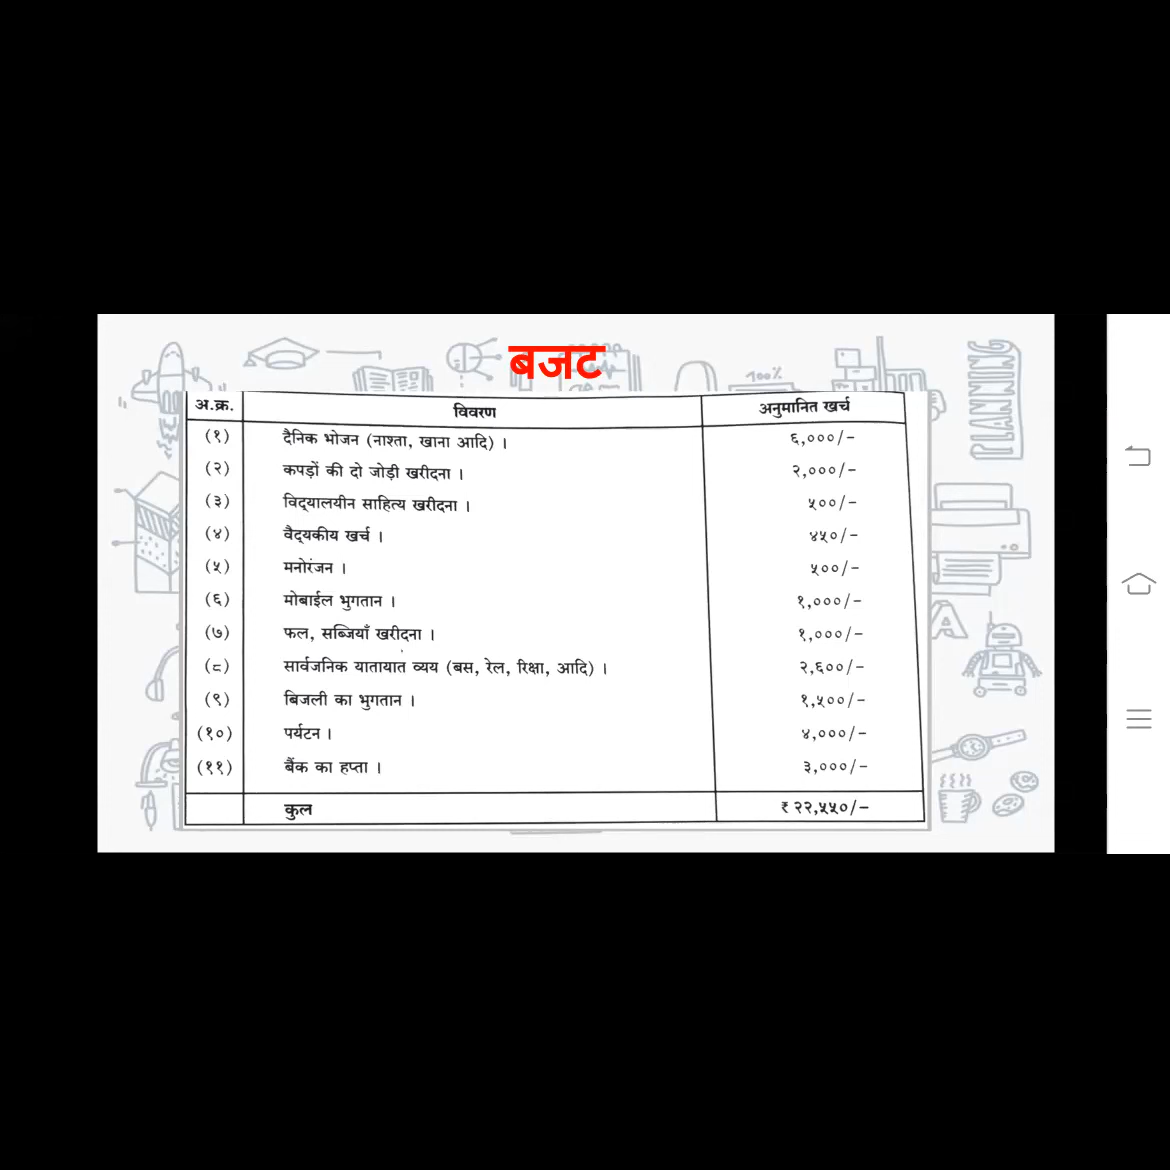 बजट
अ.क्र. विवरण अनुमानित खर्च
(१) दैनिक भोजन (नाश्ता, खाना आदि) । ६,०००/-
(२) कपड़ों की दो जोड़ी खरीदना । २,०००/-
(३) विद्‌यालयीन साहित्य खरीदना । ५००/-
(४) वैद्‌यकीय खर्च । ४५०/-
(५) मनोरंजन । ५००/-
(६) मोबाईल भुगतान । १,०००/-
(७) फल, सब्जियाँ खरीदना । १,०००/-
(८) सार्वजनिक यातायात व्यय (बस, रेल, रिक्षा, आदि) । २,६००/-
(९) बिजली का भुगतान । १,५००/-
(१०) पर्यटन । ४,०००/-
(११) बैंक का हप्ता । ३,०००/-
कुल ₹ २२,५५०/-
100%
PLANNING
A